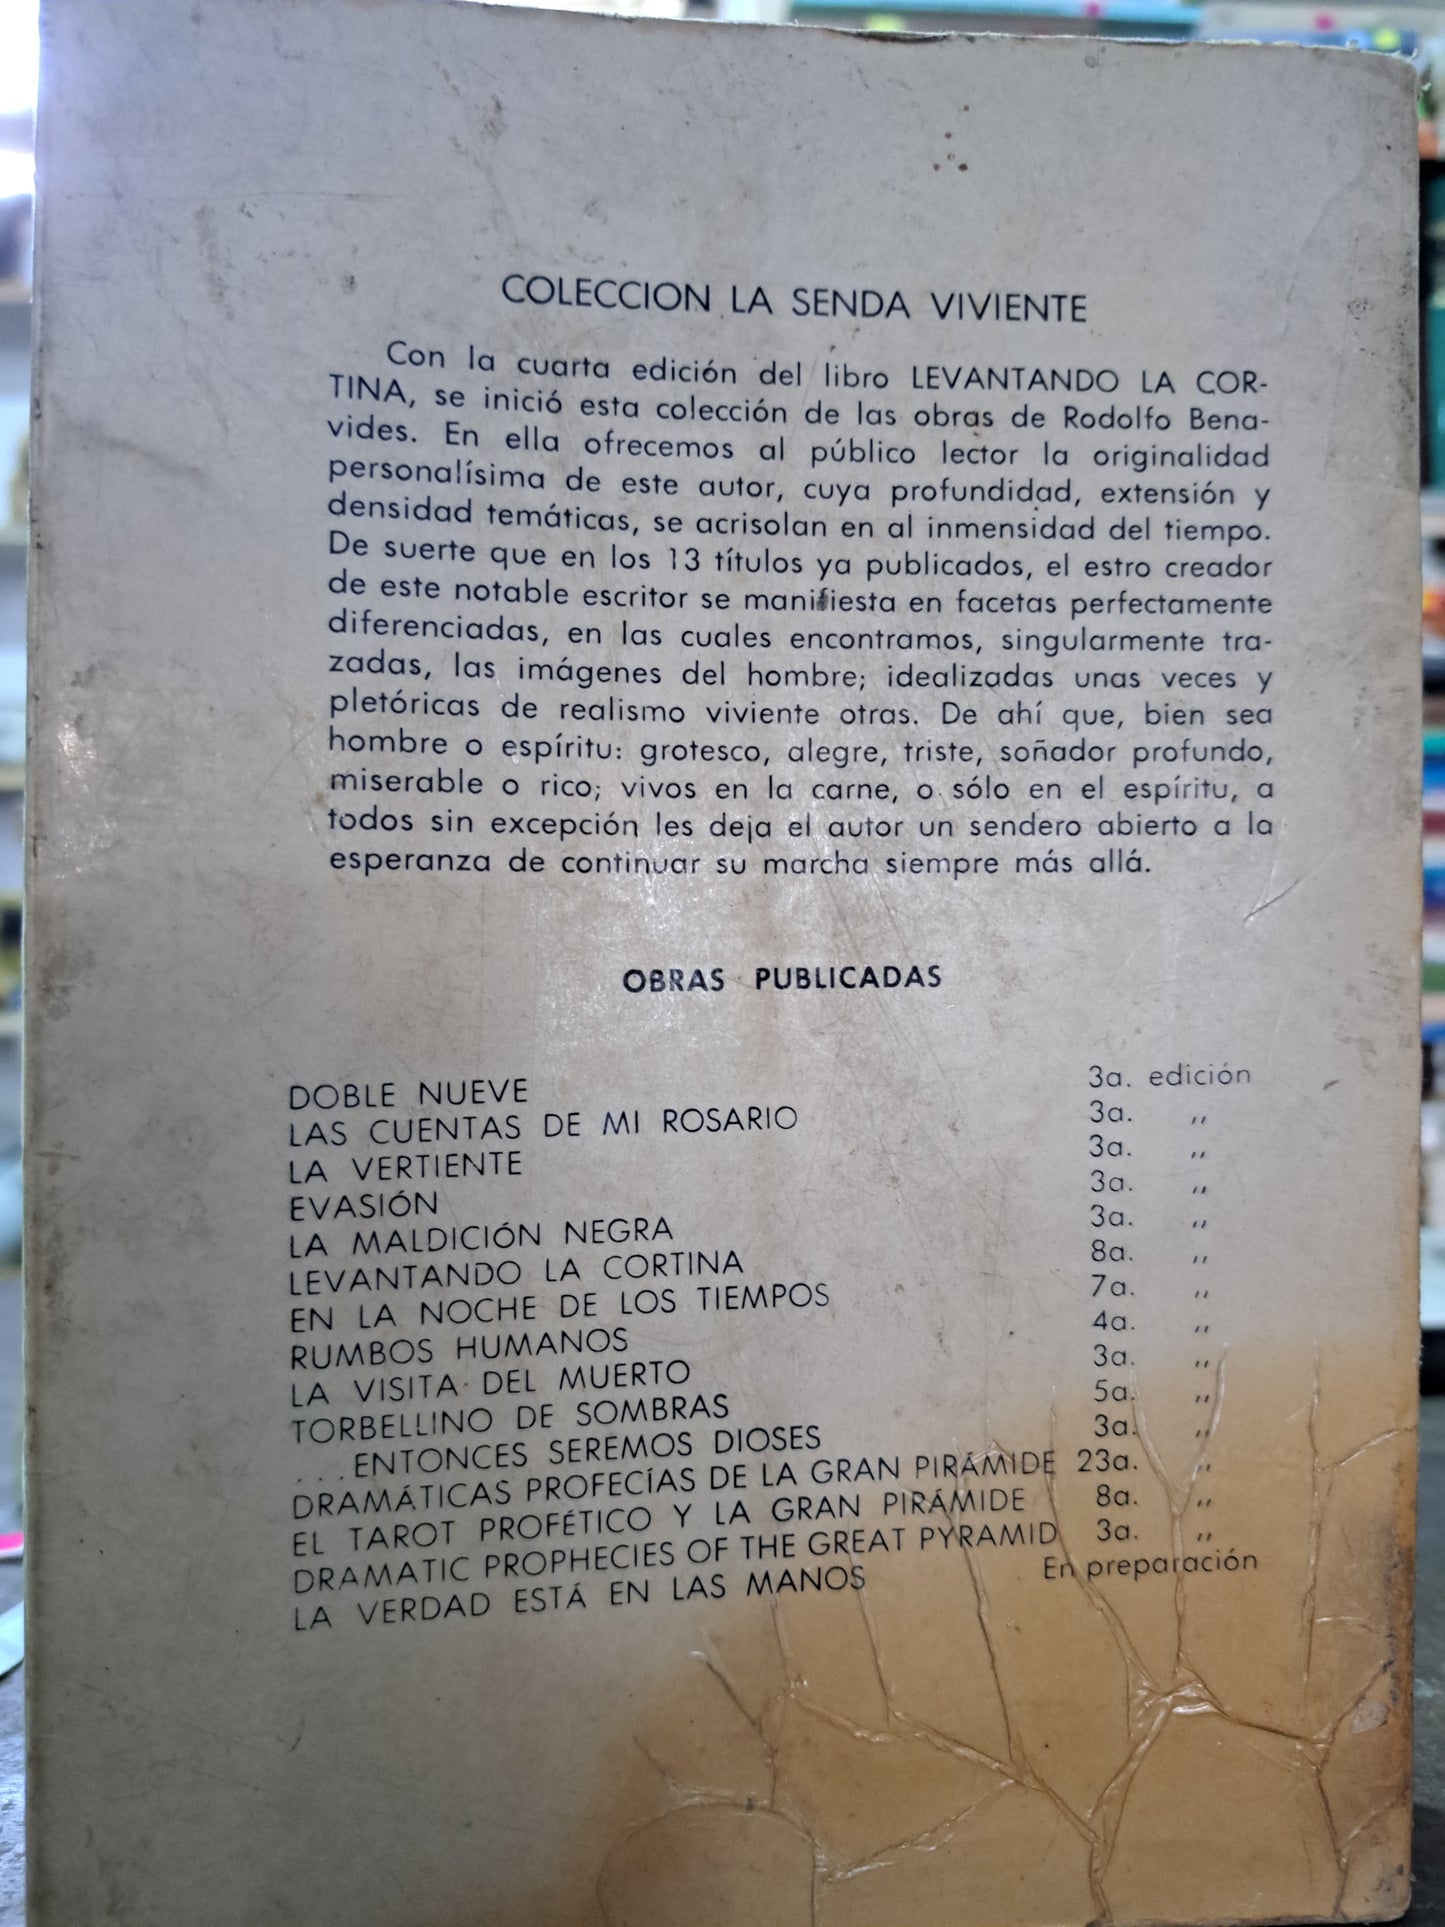 COLECCION LA SENDA VIVIENTE
Con la cuarta edición del libro LEVANTANDO LA COR-
TINA, se inició esta colección de las obras de Rodolfo Bena-
vides. En ella ofrecemos al público lector la originalidad
personalísima de este autor, cuya profundidad, extensión y
densidad temáticas, se acrisolan en al inmensidad del tiempo.
De suerte que en los 13 títulos ya publicados, el estro creador
de este notable escritor se manifiesta en facetas perfectamente
diferenciadas, en las cuales encontramos, singularmente tra-
zadas, las imágenes del hombre; idealizadas unas veces y
pletóricas de realismo viviente otras. De ahí que, bien sea
hombre o espíritu: grotesco, alegre, triste, soñador profundo,
miserable o rico; vivos en la carne, o sólo en el espíritu, a
todos sin excepción les deja el autor un sendero abierto a la
esperanza de continuar su marcha siempre más allá.
OBRAS PUBLICADAS
DOBLE NUEVE 3a. edición
LAS CUENTAS DE MI ROSARIO 3a. ,,
LA VERTIENTE 3a. ,,
EVASIÓN 3a. ,,
LA MALDICIÓN NEGRA 3a. ,,
LEVANTANDO LA CORTINA 8a. ,,
EN LA NOCHE DE LOS TIEMPOS 7a. ,,
RUMBOS HUMANOS 4a. ,,
LA VISITA DEL MUERTO 3a. ,,
TORBELLINO DE SOMBRAS 5a. ,,
...ENTONCES SEREMOS DIOSES 3a. ,,
DRAMÁTICAS PROFECÍAS DE LA GRAN PIRÁMIDE 23a. ,,
EL TAROT PROFÉTICO Y LA GRAN PIRÁMIDE 8a. ,,
DRAMATIC PROPHECIES OF THE GREAT PYRAMID 3a. ,,
LA VERDAD ESTÁ EN LAS MANOS En preparación